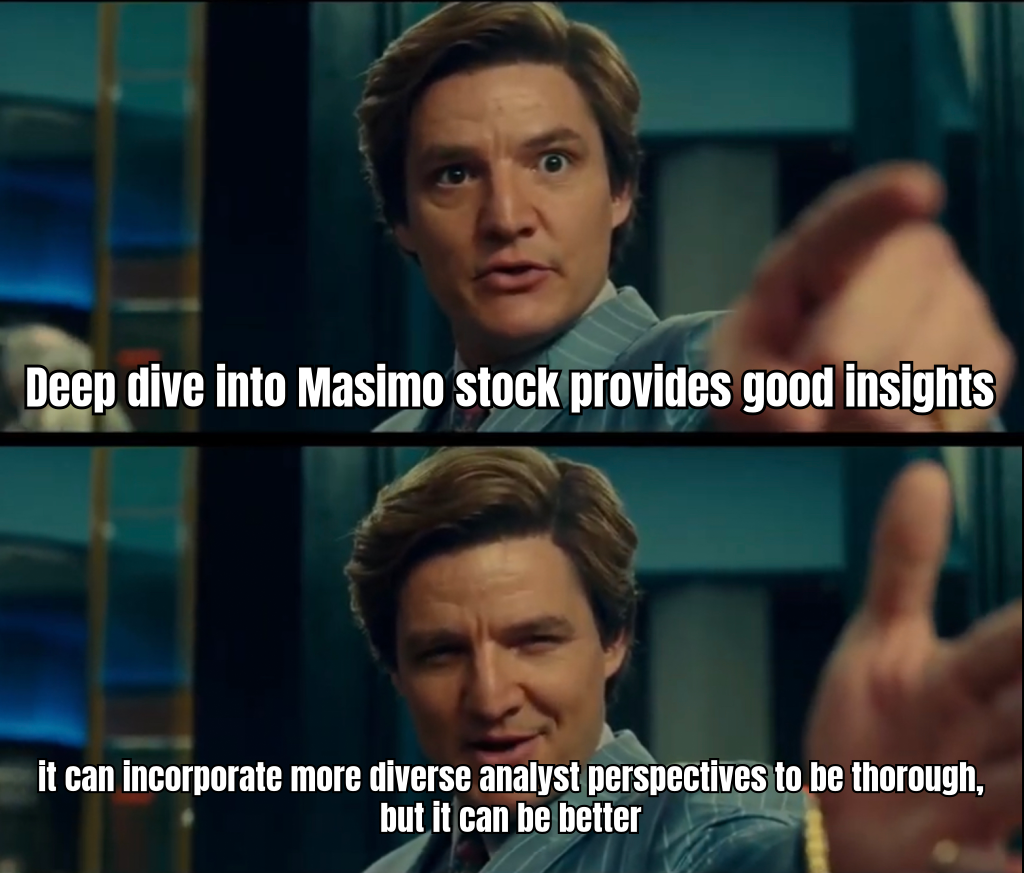 Deep dive into Masimo stock provides good insights
it can incorporate more diverse analyst perspectives to be thorough,
but it can be better